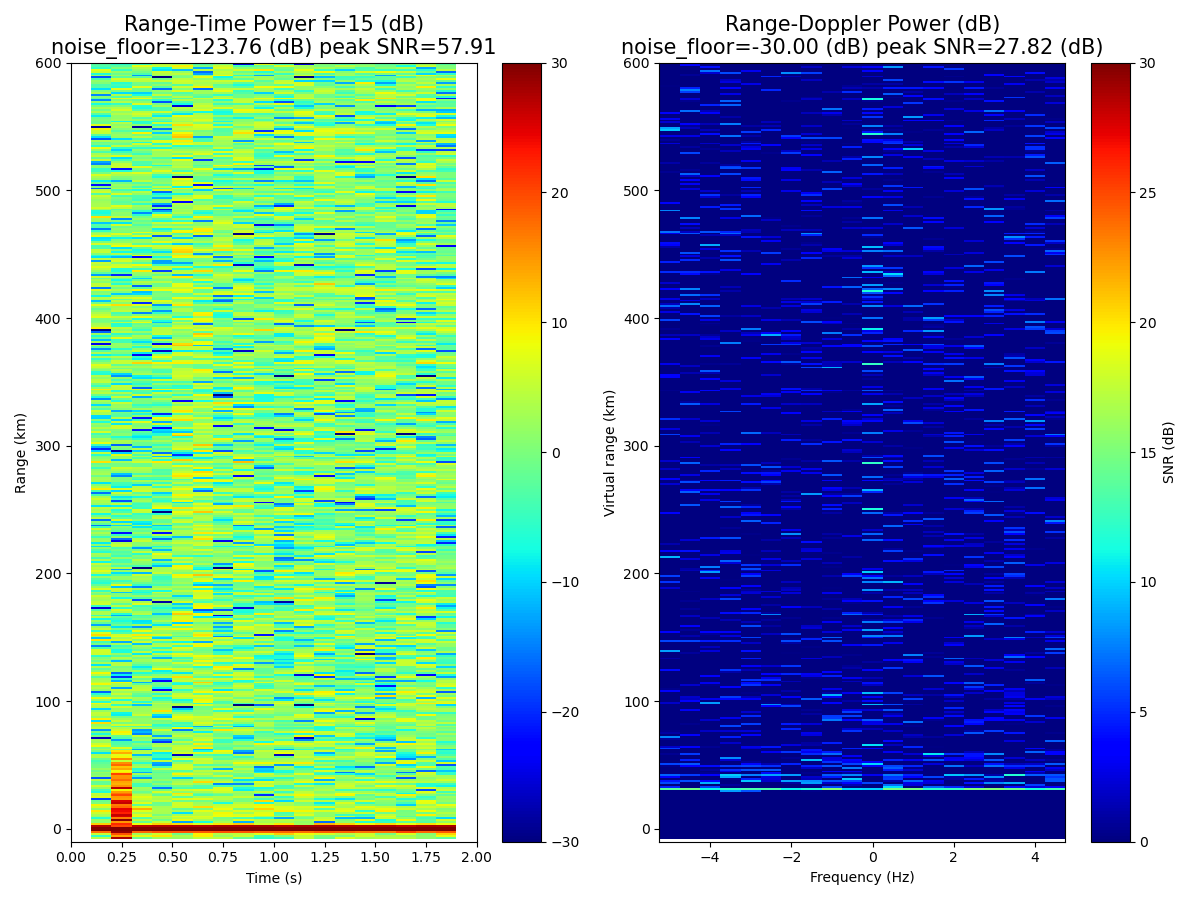 Range-Time Power f=15 (dB)
noise_floor=-123.76 (dB) peak SNR=57.91
Range-Doppler Power (dB)
noise_floor=-30.00 (dB) peak SNR=27.82 (dB)
Range (km)
600
500
400
300
200
100
0
0.00 0.25 0.50 0.75 1.00 1.25 1.50 1.75 2.00
Time (s)
30
20
10
0
−10
−20
−30
Virtual range (km)
600
500
400
300
200
100
0
−4 −2 0 2 4
Frequency (Hz)
30
25
20
15
10
5
0
SNR (dB)